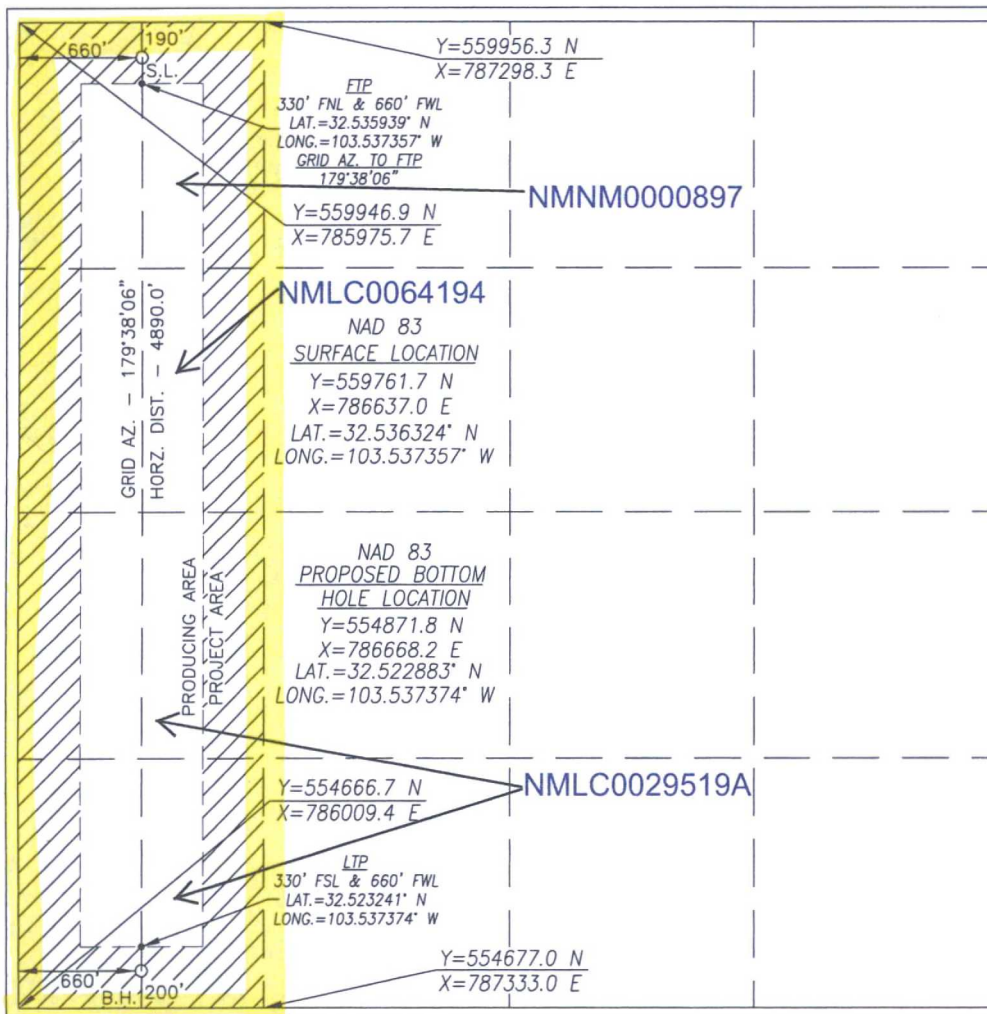 660'
190'
S.L.
Y=559956.3 N
X=787298.3 E
FTP
330' FNL & 660' FWL
LAT.=32.535939° N
LONG.=103.537357° W
GRID AZ. TO FTP
179°38'06"
NMNM0000897
Y=559946.9 N
X=785975.7 E
NMLC0064194
GRID AZ. - 179°38'06"
HORZ. DIST. - 4890.0'
NAD 83
SURFACE LOCATION
Y=559761.7 N
X=786637.0 E
LAT.=32.536324° N
LONG.=103.537357° W
PRODUCING AREA
PROJECT AREA
NAD 83
PROPOSED BOTTOM
HOLE LOCATION
Y=554871.8 N
X=786668.2 E
LAT.=32.522883° N
LONG.=103.537374° W
NMLC0029519A
Y=554666.7 N
X=786009.4 E
LTP
330' FSL & 660' FWL
LAT.=32.523241° N
LONG.=103.537374° W
Y=554677.0 N
X=787333.0 E
660'
B.H.
200'